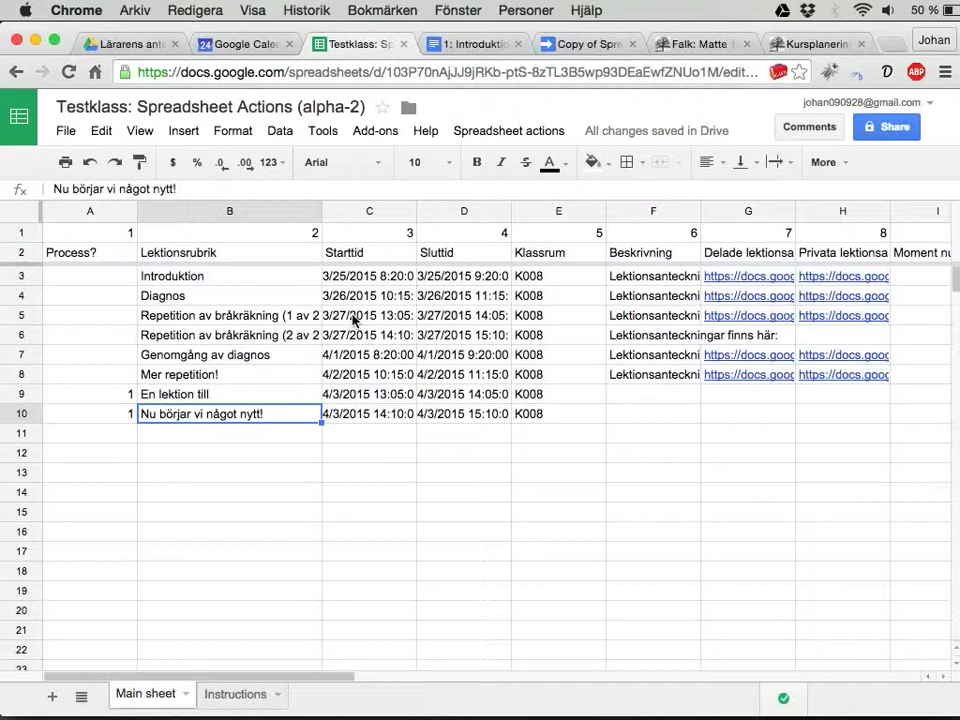 Chrome Arkiv Redigera Visa Historik Bokmärken Fönster Personer Hjälp 50 %
Lärarens ant Google Cale Testklass: Sp 1: Introduktio Copy of Spre Falk: Matte 1 Kursplanering Johan
https://docs.google.com/spreadsheets/d/103P70nAjJJ9jRKb-ptS-8zTL3B5wp93DEaEwfZNUo1M/edit...
Testklass: Spreadsheet Actions (alpha-2) johan090928@gmail.com
File Edit View Insert Format Data Tools Add-ons Help Spreadsheet actions All changes saved in Drive Comments Share
$ % .0 .00 123 Arial 10 B I S A More
fx Nu börjar vi något nytt!
A B C D E F G H I
1 1 2 3 4 5 6 7 8
2 Process? Lektionsrubrik Starttid Sluttid Klassrum Beskrivning Delade lektionsa Privata lektionsa Moment nu
3 Introduktion 3/25/2015 8:20:0 3/25/2015 9:20:0 K008 Lektionsanteckni https://docs.goog https://docs.goog
4 Diagnos 3/26/2015 10:15: 3/26/2015 11:15: K008 Lektionsanteckni https://docs.goog https://docs.goog
5 Repetition av bråkräkning (1 av 2 3/27/2015 13:05: 3/27/2015 14:05: K008 Lektionsanteckni https://docs.goog https://docs.goog
6 Repetition av bråkräkning (2 av 2 3/27/2015 14:10: 3/27/2015 15:10: K008 Lektionsanteckningar finns här:
7 Genomgång av diagnos 4/1/2015 8:20:00 4/1/2015 9:20:00 K008 Lektionsanteckni https://docs.goog https://docs.goog
8 Mer repetition! 4/2/2015 10:15:0 4/2/2015 11:15:0 K008 Lektionsanteckni https://docs.goog https://docs.goog
9 1 En lektion till 4/3/2015 13:05:0 4/3/2015 14:05:0 K008
10 1 Nu börjar vi något nytt! 4/3/2015 14:10:0 4/3/2015 15:10:0 K008
11
12
13
14
15
16
17
18
19
20
21
22
23
Main sheet Instructions